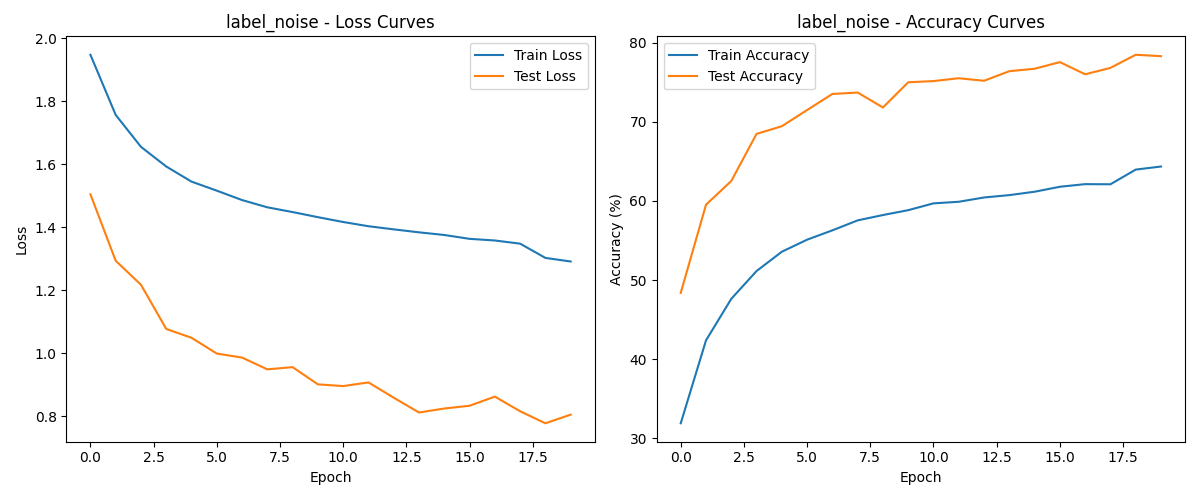 label_noise - Loss Curves
2.0
1.8
1.6
1.4
1.2
1.0
0.8
Loss
Train Loss
Test Loss
0.0 2.5 5.0 7.5 10.0 12.5 15.0 17.5
Epoch
label_noise - Accuracy Curves
80
70
60
50
40
30
Accuracy (%)
Train Accuracy
Test Accuracy
0.0 2.5 5.0 7.5 10.0 12.5 15.0 17.5
Epoch